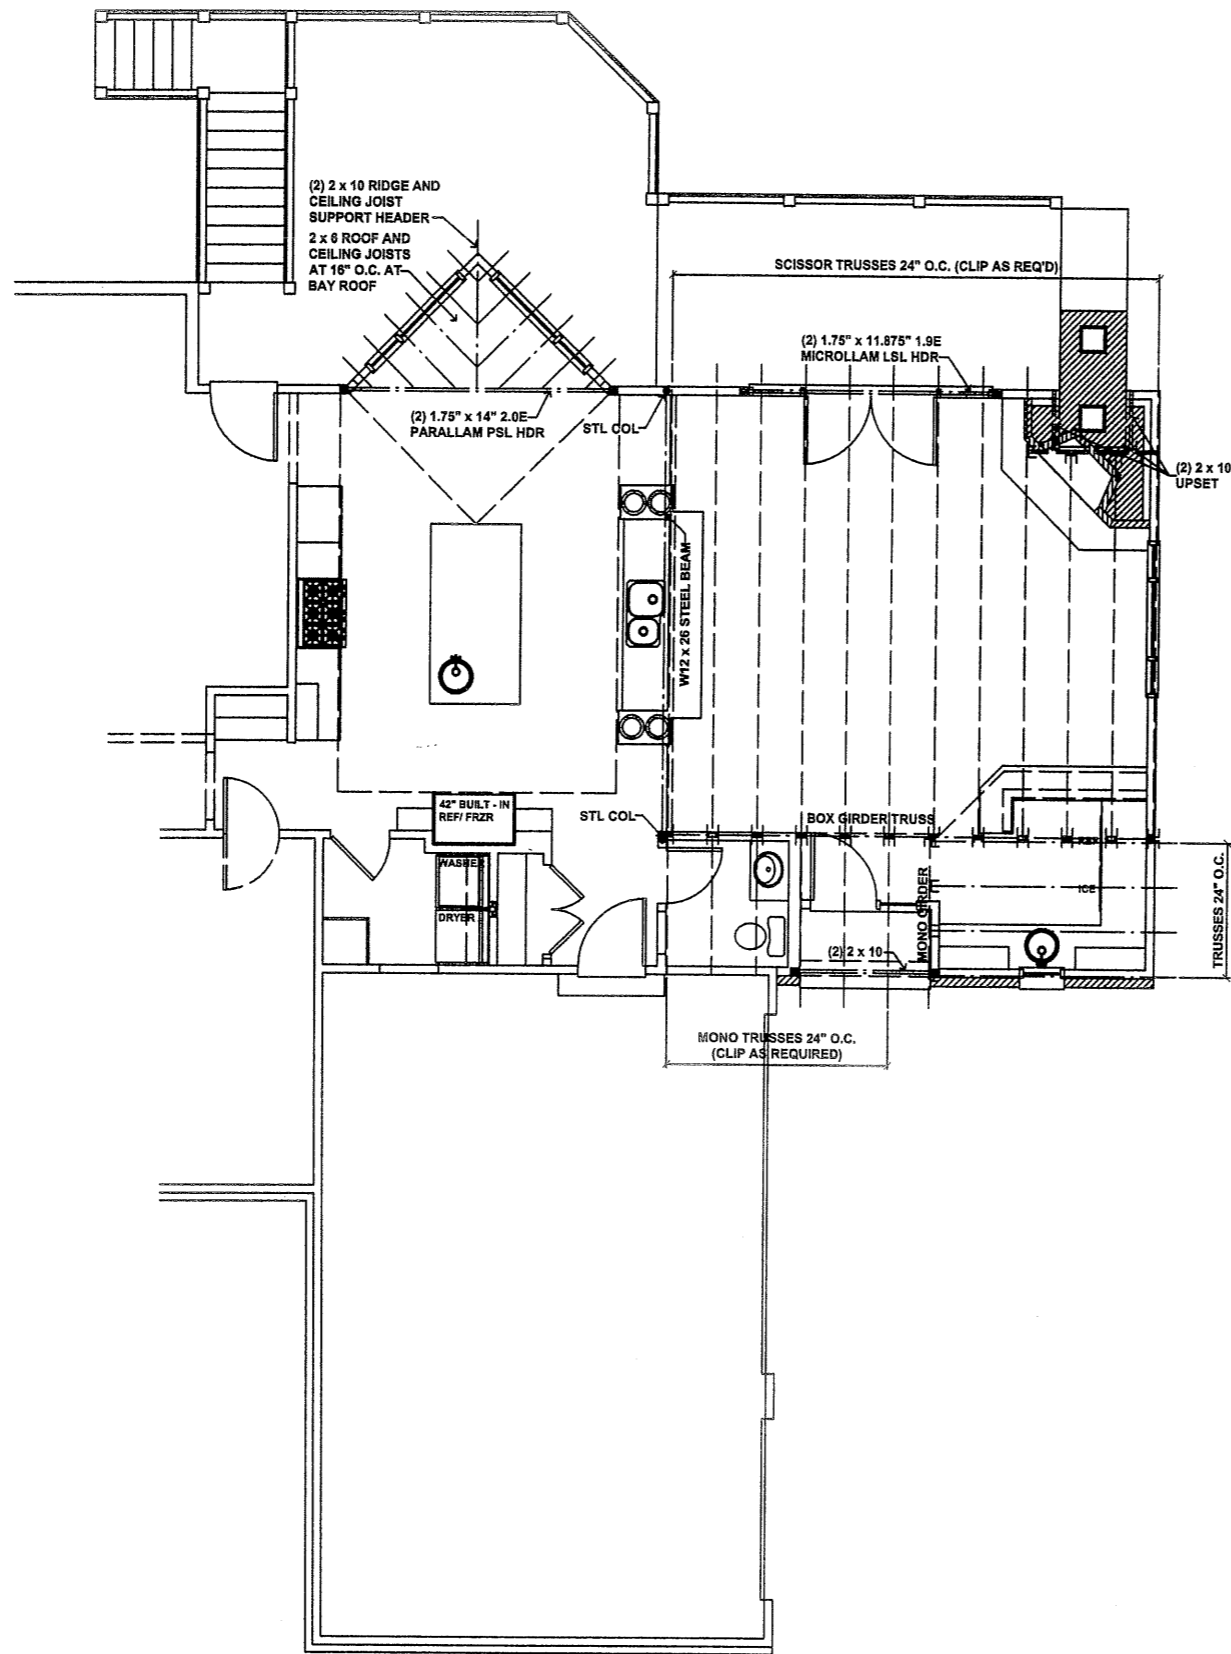 (2) 2 x 10 RIDGE AND
CEILING JOIST
SUPPORT HEADER
2 x 6 ROOF AND
CEILING JOISTS
AT 16" O.C. AT
BAY ROOF
SCISSOR TRUSSES 24" O.C. (CLIP AS REQ'D)
(2) 1.75" x 11.875" 1.9E
MICROLLAM LSL HDR
(2) 1.75" x 14" 2.0E
PARALLAM PSL HDR
STL COL
(2) 2 x 10
UPSET
W12 x 26 STEEL BEAM
42" BUILT - IN
REF/ FRZR
STL COL
BOX GIRDER TRUSS
WASHER
DRYER
MONO GIRDER
ICE
TRUSSES 24" O.C.
(2) 2 x 10
MONO TRUSSES 24" O.C.
(CLIP AS REQUIRED)